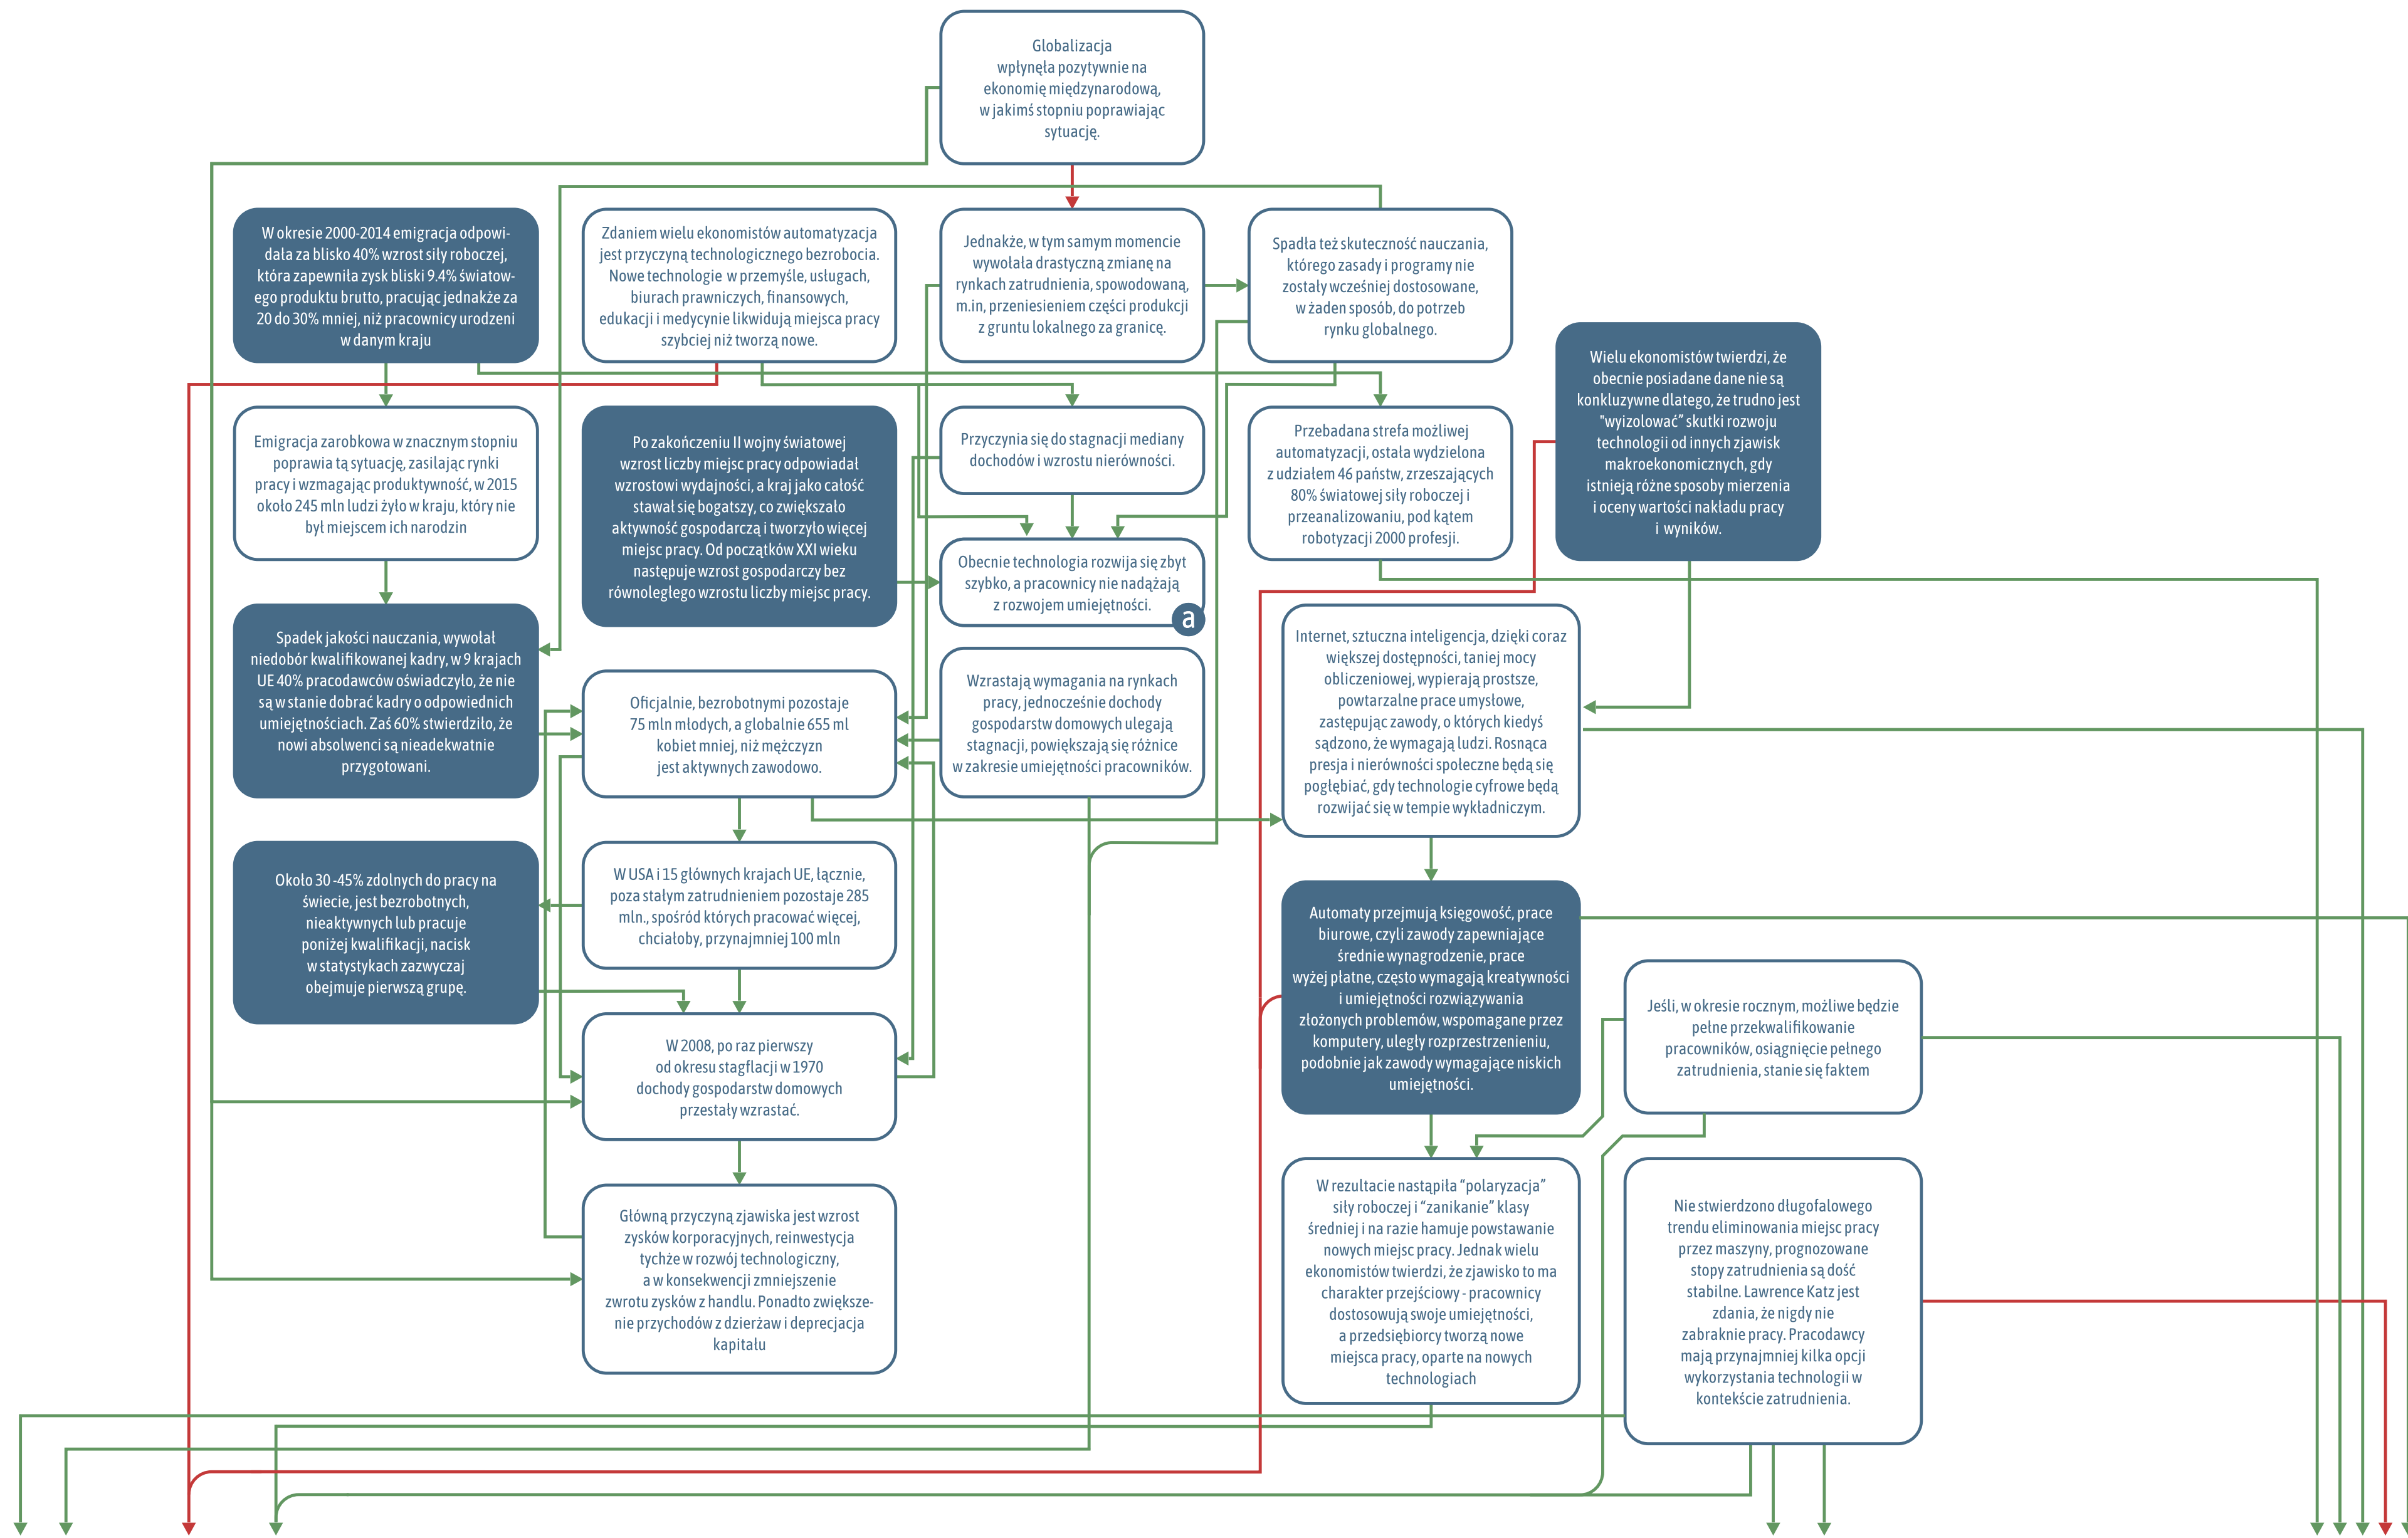 Globalizacja
wpłynęła pozytywnie na
ekonomię międzynarodową,
w jakimś stopniu poprawiając
sytuację.
W okresie 2000-2014 emigracja odpowi-
dała za blisko 40% wzrost siły roboczej,
która zapewniła zysk bliski 9.4% światow-
ego produktu brutto, pracując jednakże za
20 do 30% mniej, niż pracownicy urodzeni
w danym kraju
Zdaniem wielu ekonomistów automatyzacja
jest przyczyną technologicznego bezrobocia.
Nowe technologie w przemyśle, usługach,
biurach prawniczych, finansowych,
edukacji i medycynie likwidują miejsca pracy
szybciej niż tworzą nowe.
Jednakże, w tym samym momencie
wywołała drastyczną zmianę na
rynkach zatrudnienia, spowodowaną,
m.in, przeniesieniem części produkcji
z gruntu lokalnego za granicę.
Spadła też skuteczność nauczania,
którego zasady i programy nie
zostały wcześniej dostosowane,
w żaden sposób, do potrzeb
rynku globalnego.
Wielu ekonomistów twierdzi, że
obecnie posiadane dane nie są
konkluzywne dlatego, że trudno jest
"wyizolować” skutki rozwoju
technologii od innych zjawisk
makroekonomicznych, gdy
istnieją różne sposoby mierzenia
i oceny wartości nakładu pracy
i wyników.
Emigracja zarobkowa w znacznym stopniu
poprawia tą sytuację, zasilając rynki
pracy i wzmagając produktywność, w 2015
około 245 mln ludzi żyło w kraju, który nie
był miejscem ich narodzin
Po zakończeniu II wojny światowej
wzrost liczby miejsc pracy odpowiadał
wzrostowi wydajności, a kraj jako całość
stawał się bogatszy, co zwiększało
aktywność gospodarczą i tworzyło więcej
miejsc pracy. Od początków XXI wieku
następuje wzrost gospodarczy bez
równoległego wzrostu liczby miejsc pracy.
Przyczynia się do stagnacji mediany
dochodów i wzrostu nierówności.
Przebadana strefa możliwej
automatyzacji, ostała wydzielona
z udziałem 46 państw, zrzeszających
80% światowej siły roboczej i
przeanalizowaniu, pod kątem
robotyzacji 2000 profesji.
Obecnie technologia rozwija się zbyt
szybko, a pracownicy nie nadążają
z rozwojem umiejętności.
a
Spadek jakości nauczania, wywołał
niedobór kwalifikowanej kadry, w 9 krajach
UE 40% pracodawców oświadczyło, że nie
są w stanie dobrać kadry o odpowiednich
umiejętnościach. Zaś 60% stwierdziło, że
nowi absolwenci są nieadekwatnie
przygotowani.
Oficjalnie, bezrobotnymi pozostaje
75 mln młodych, a globalnie 655 ml
kobiet mniej, niż mężczyzn
jest aktywnych zawodowo.
Wzrastają wymagania na rynkach
pracy, jednocześnie dochody
gospodarstw domowych ulegają
stagnacji, powiększają się różnice
w zakresie umiejętności pracowników.
Internet, sztuczna inteligencja, dzięki coraz
większej dostępności, taniej mocy
obliczeniowej, wypierają prostsze,
powtarzalne prace umysłowe,
zastępując zawody, o których kiedyś
sądzono, że wymagają ludzi. Rosnąca
presja i nierówności społeczne będą się
pogłębiać, gdy technologie cyfrowe będą
rozwijać się w tempie wykładniczym.
Około 30 -45% zdolnych do pracy na
świecie, jest bezrobotnych,
nieaktywnych lub pracuje
poniżej kwalifikacji, nacisk
w statystykach zazwyczaj
obejmuje pierwszą grupę.
W USA i 15 głównych krajach UE, łącznie,
poza stałym zatrudnieniem pozostaje 285
mln., spośród których pracować więcej,
chciałoby, przynajmniej 100 mln
Automaty przejmują księgowość, prace
biurowe, czyli zawody zapewniające
średnie wynagrodzenie, prace
wyżej płatne, często wymagają kreatywności
i umiejętności rozwiązywania
złożonych problemów, wspomagane przez
komputery, uległy rozprzestrzenieniu,
podobnie jak zawody wymagające niskich
umiejętności.
Jeśli, w okresie rocznym, możliwe będzie
pełne przekwalifikowanie
pracowników, osiągnięcie pełnego
zatrudnienia, stanie się faktem
W 2008, po raz pierwszy
od okresu stagflacji w 1970
dochody gospodarstw domowych
przestały wzrastać.
Główną przyczyną zjawiska jest wzrost
zysków korporacyjnych, reinwestycja
tychże w rozwój technologiczny,
a w konsekwencji zmniejszenie
zwrotu zysków z handlu. Ponadto zwiększe-
nie przychodów z dzierżaw i deprecjacja
kapitału
W rezultacie nastąpiła “polaryzacja”
siły roboczej i “zanikanie” klasy
średniej i na razie hamuje powstawanie
nowych miejsc pracy. Jednak wielu
ekonomistów twierdzi, że zjawisko to ma
charakter przejściowy - pracownicy
dostosowują swoje umiejętności,
a przedsiębiorcy tworzą nowe
miejsca pracy, oparte na nowych
technologiach
Nie stwierdzono długofalowego
trendu eliminowania miejsc pracy
przez maszyny, prognozowane
stopy zatrudnienia są dość
stabilne. Lawrence Katz jest
zdania, że nigdy nie
zabraknie pracy. Pracodawcy
mają przynajmniej kilka opcji
wykorzystania technologii w
kontekście zatrudnienia.